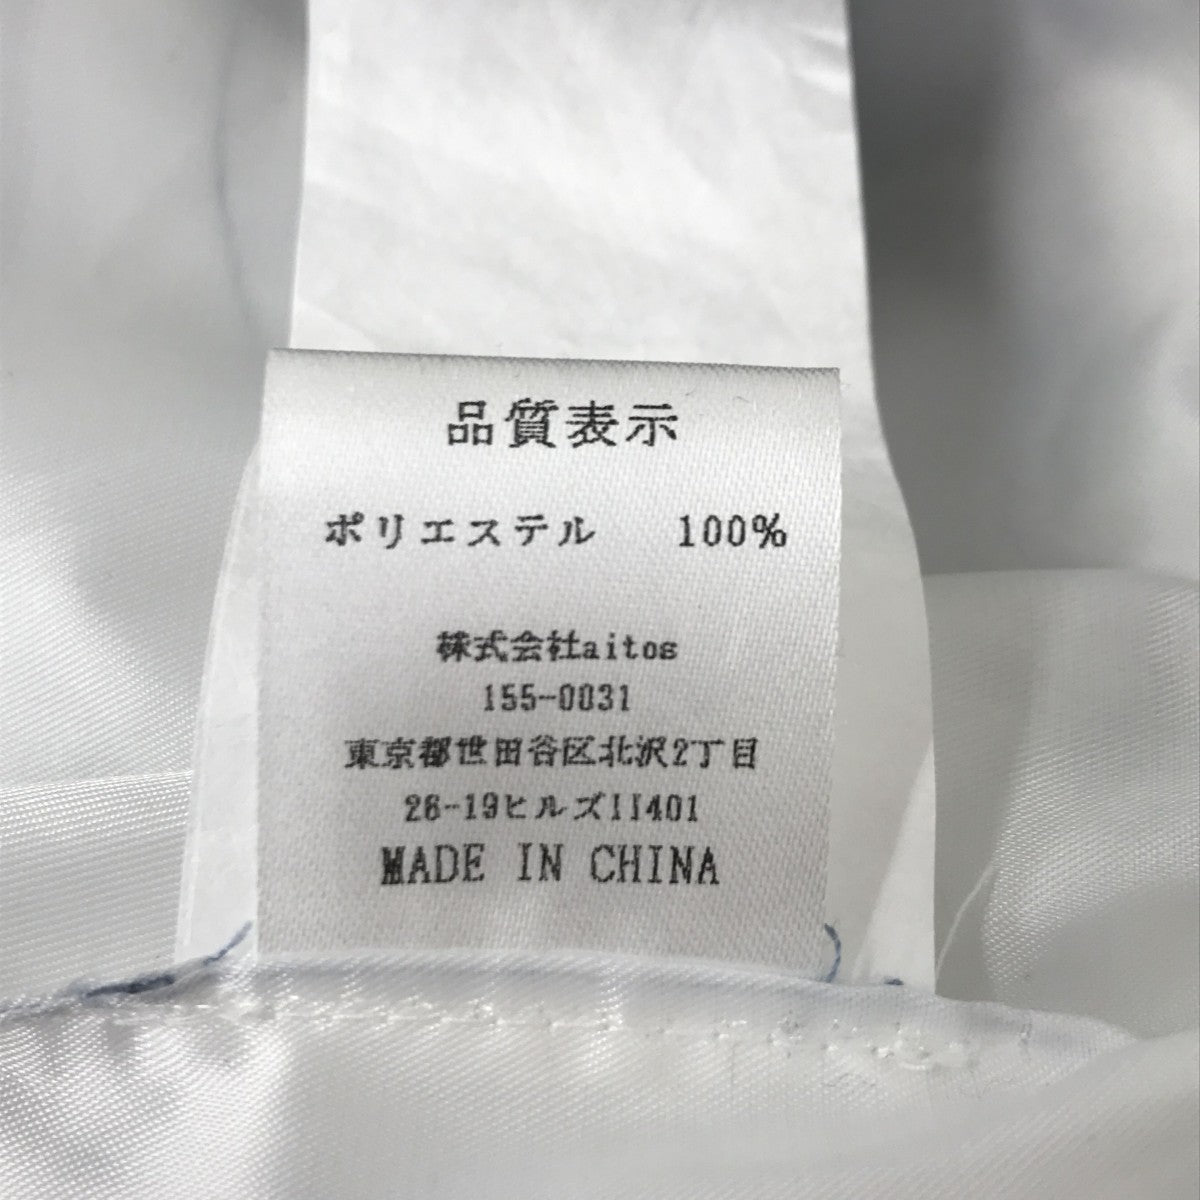 品質表示
ポリエステル 100%
株式会社aitos
155-0031
東京都世田谷区北沢2丁目
26-19ヒルズII401
MADE IN CHINA